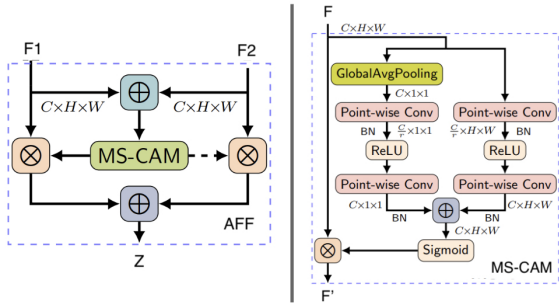 F1 F2
C×H×W C×H×W
MS-CAM
AFF
Z
F
C×H×W
GlobalAvgPooling
C×1×1
Point-wise Conv Point-wise Conv
BN C/r×1×1 C/r×H×W BN
ReLU ReLU
Point-wise Conv Point-wise Conv
C×1×1 BN BN C×H×W
C×H×W
Sigmoid
MS-CAM
F'